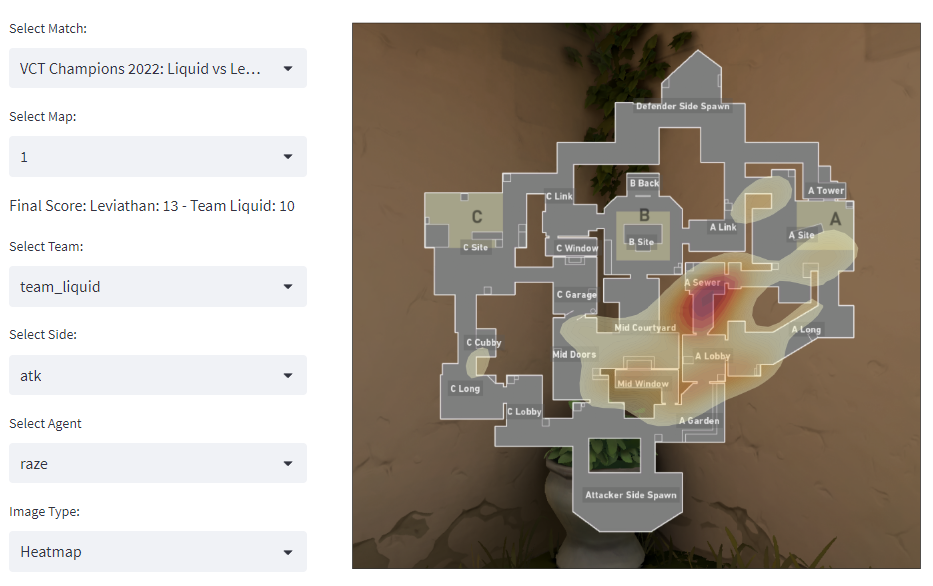 Select Match:
VCT Champions 2022: Liquid vs Le...
Select Map:
1
Final Score: Leviathan: 13 - Team Liquid: 10
Select Team:
team_liquid
Select Side:
atk
Select Agent
raze
Image Type:
Heatmap
Defender Side Spawn
B Back
A Tower
C Link
C
B
A
A Link
A Site
B Site
C Site
C Window
A Sewer
C Garage
Mid Courtyard
A Long
C Cubby
Mid Doors
A Lobby
Mid Window
C Long
C Lobby
A Garden
Attacker Side Spawn